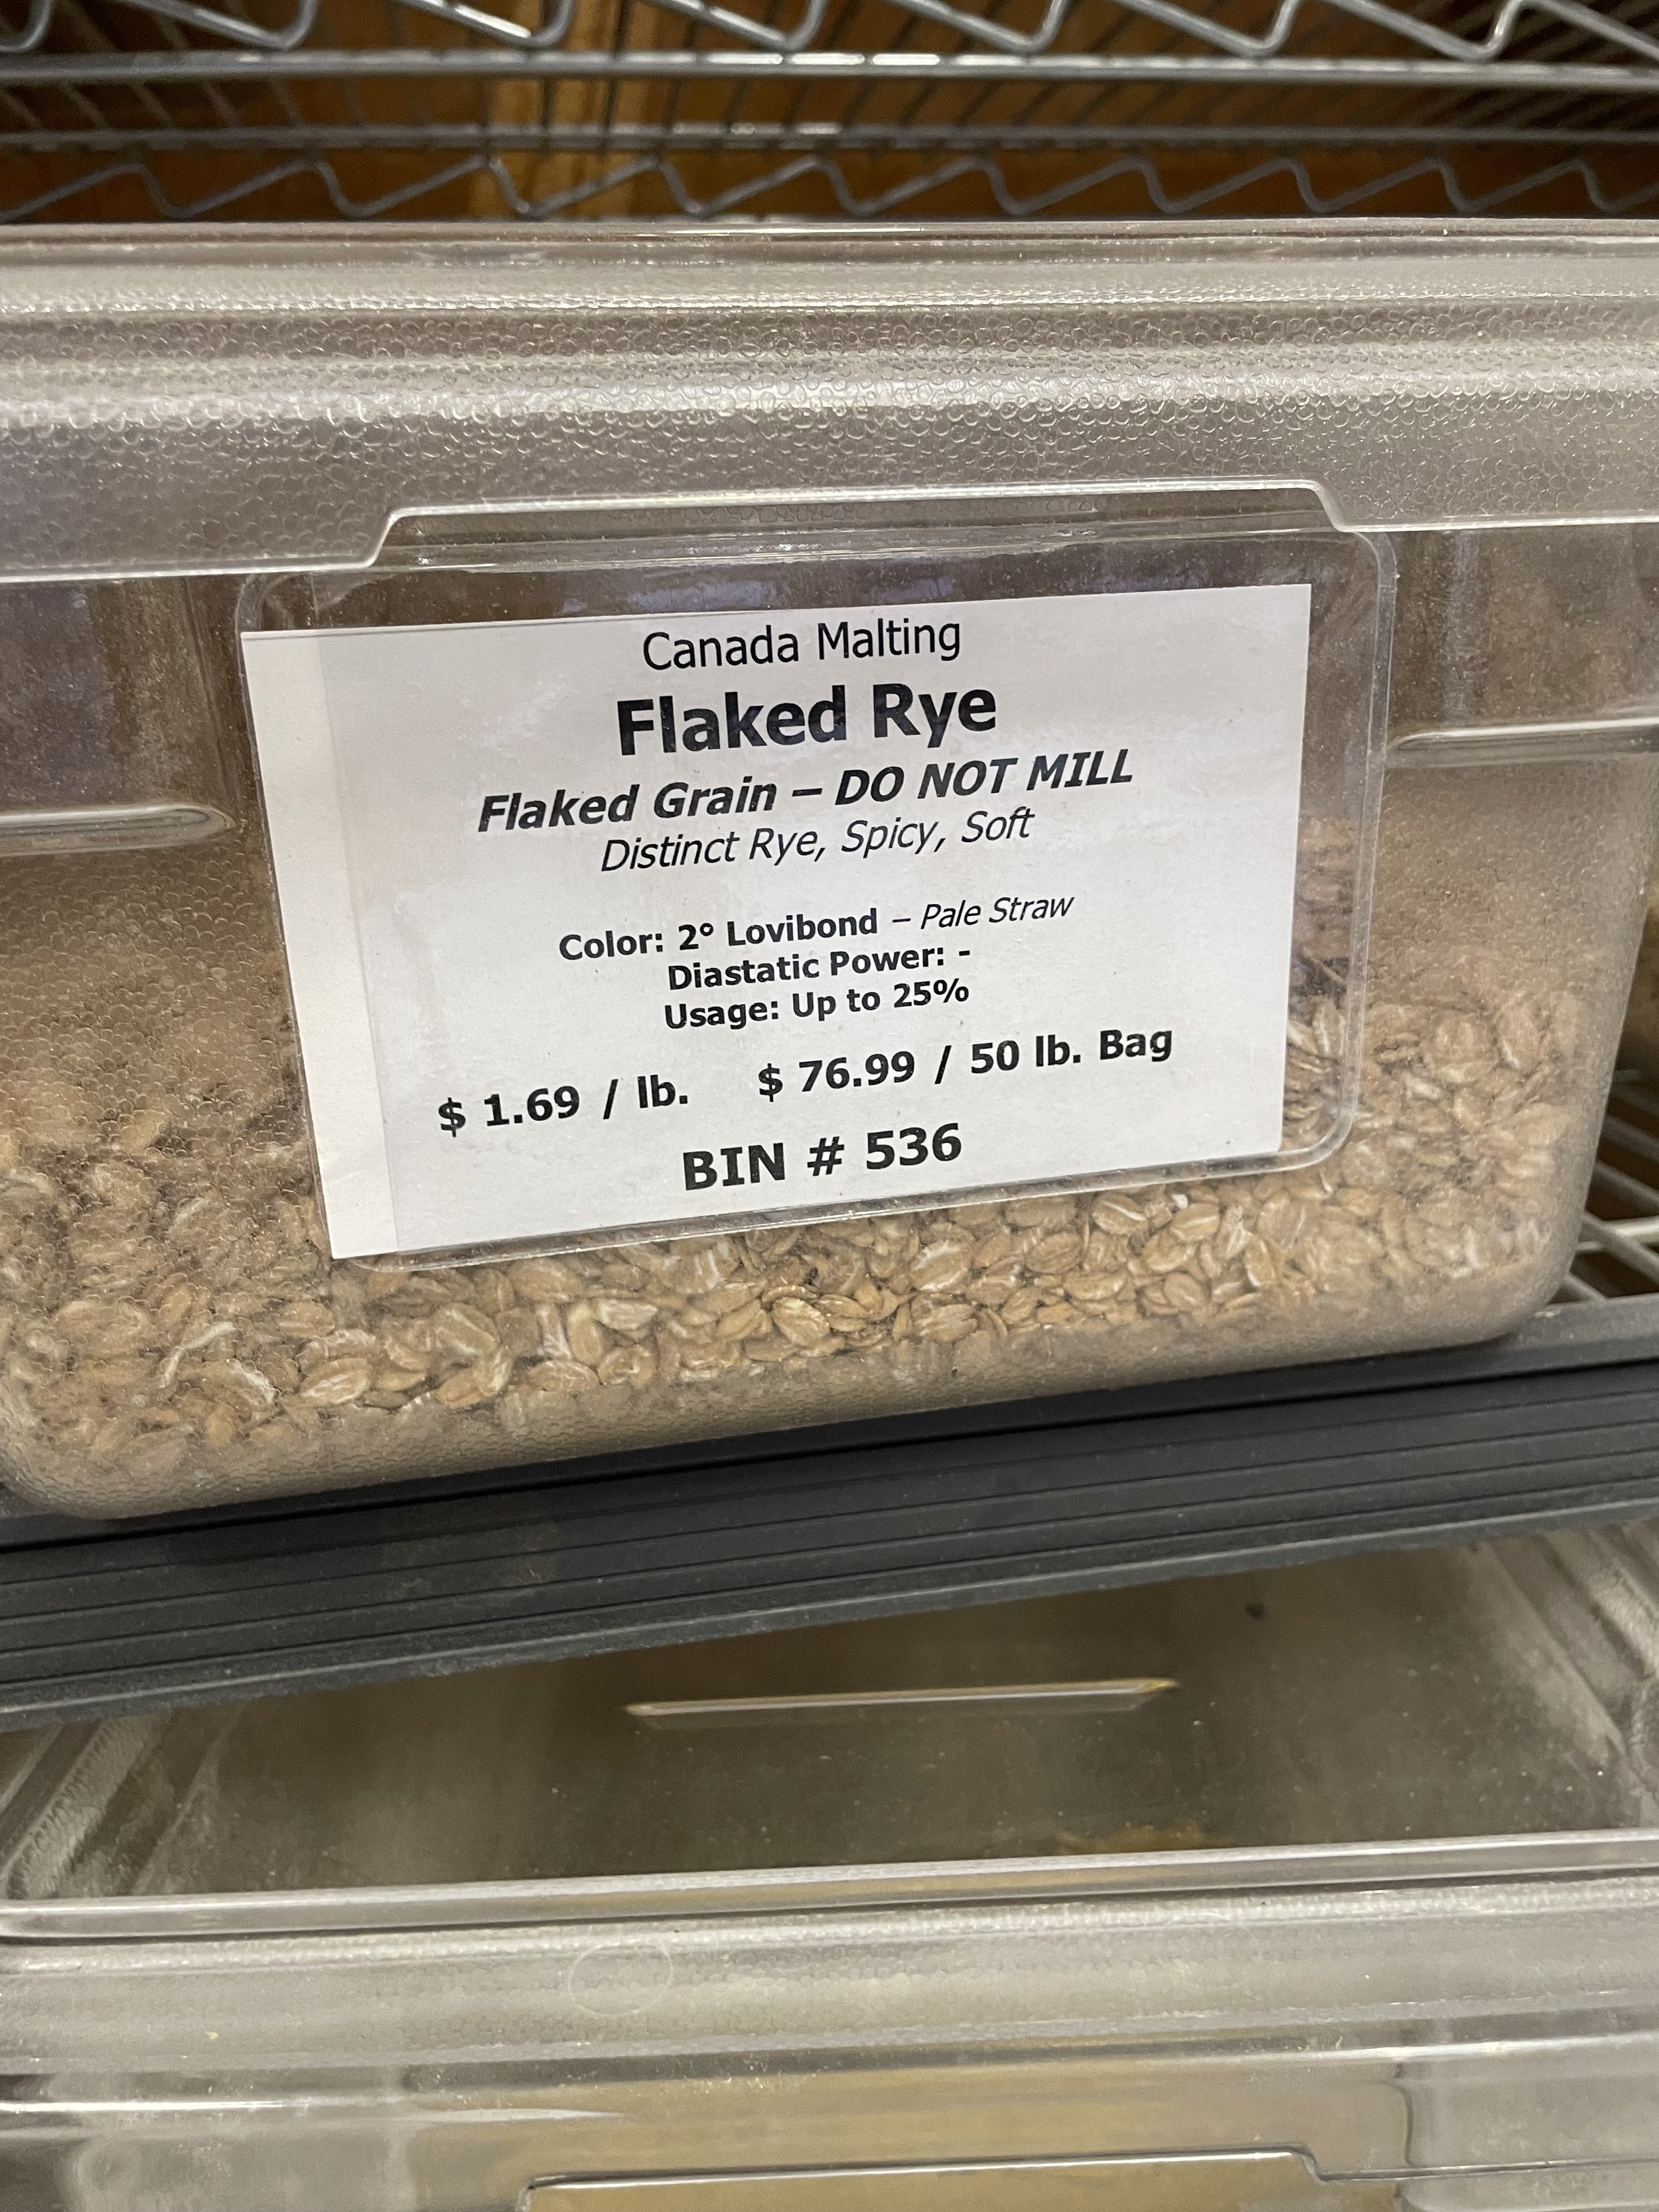 Canada Malting
Flaked Rye
Flaked Grain – DO NOT MILL
Distinct Rye, Spicy, Soft
Color: 2° Lovibond – Pale Straw
Diastatic Power: -
Usage: Up to 25%
$ 1.69 / lb. $ 76.99 / 50 lb. Bag
BIN # 536